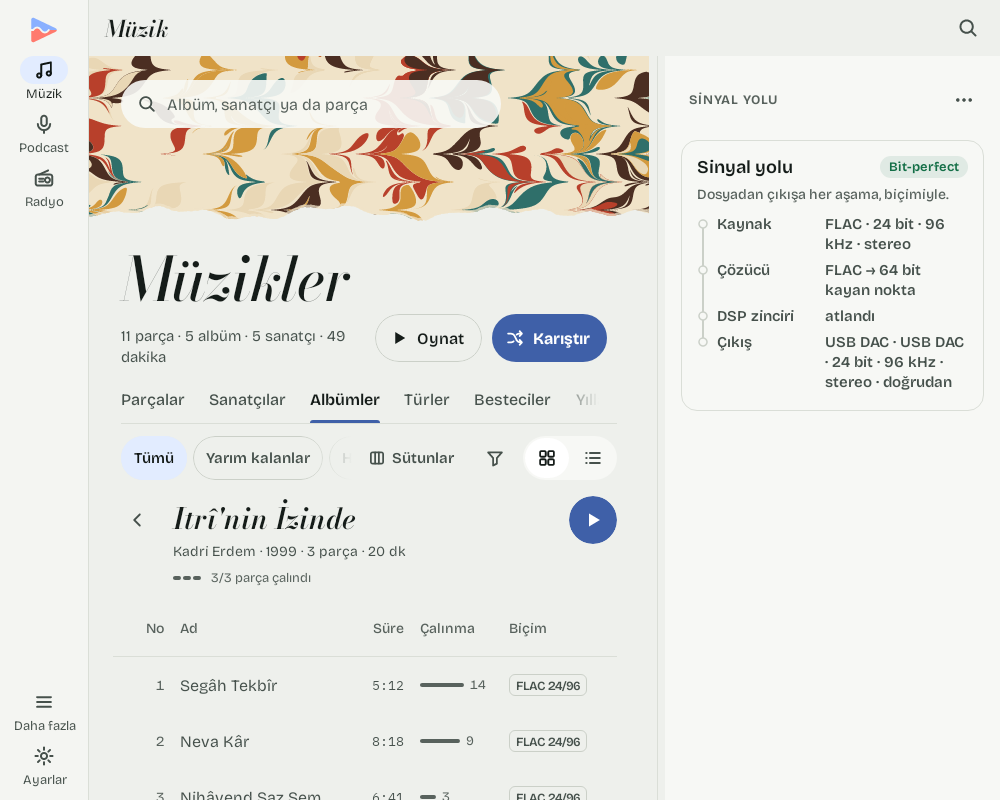 Müzik
Müzik
Podcast
Radyo
Daha fazla
Ayarlar
Albüm, sanatçı ya da parça
Müzikler
11 parça · 5 albüm · 5 sanatçı · 49
dakika
Oynat
Karıştır
Parçalar Sanatçılar Albümler Türler Besteciler
Tümü Yarım kalanlar Sütunlar
Itrî'nin İzinde
Kadri Erdem · 1999 · 3 parça · 20 dk
3/3 parça çalındı
No Ad Süre Çalınma Biçim
1 Segâh Tekbîr 5:12 14 FLAC 24/96
2 Neva Kâr 8:18 9 FLAC 24/96
3 Nihâvend Saz Sem 6:41 3 FLAC 24/96
SİNYAL YOLU
Sinyal yolu Bit-perfect
Dosyadan çıkışa her aşama, biçimiyle.
Kaynak FLAC · 24 bit · 96
kHz · stereo
Çözücü FLAC → 64 bit
kayan nokta
DSP zinciri atlandı
Çıkış USB DAC · USB DAC
· 24 bit · 96 kHz ·
stereo · doğrudan